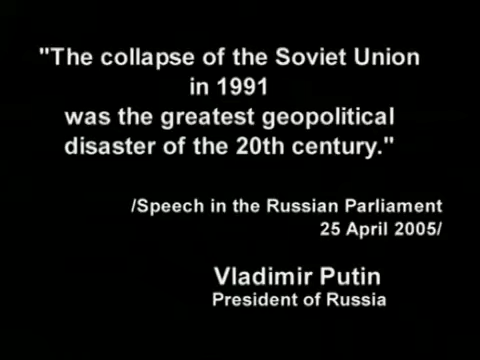 "The collapse of the Soviet Union
in 1991
was the greatest geopolitical
disaster of the 20th century."
/Speech in the Russian Parliament
25 April 2005/
Vladimir Putin
President of Russia